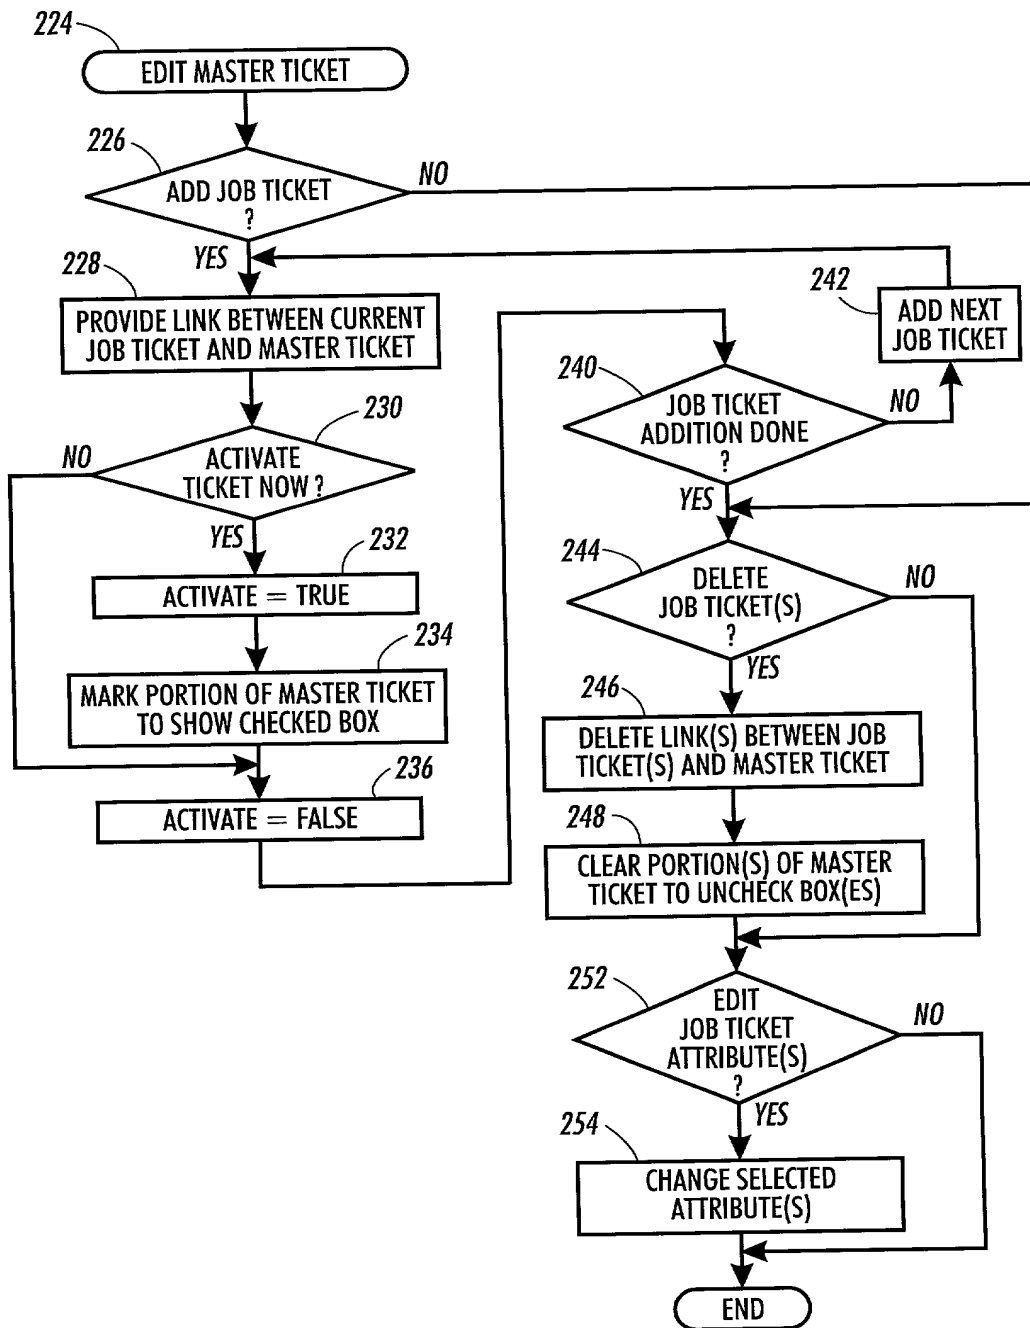 224
EDIT MASTER TICKET
226
ADD JOB TICKET
?
NO
YES
228
PROVIDE LINK BETWEEN CURRENT
JOB TICKET AND MASTER TICKET
230
NO
ACTIVATE
TICKET NOW ?
YES
232
ACTIVATE = TRUE
234
MARK PORTION OF MASTER TICKET
TO SHOW CHECKED BOX
236
ACTIVATE = FALSE
242
ADD NEXT
JOB TICKET
240
JOB TICKET
ADDITION DONE
?
NO
YES
244
DELETE
JOB TICKET(S)
?
NO
YES
246
DELETE LINK(S) BETWEEN JOB
TICKET(S) AND MASTER TICKET
248
CLEAR PORTION(S) OF MASTER
TICKET TO UNCHECK BOX(ES)
252
EDIT
JOB TICKET
ATTRIBUTE(S)
?
NO
YES
254
CHANGE SELECTED
ATTRIBUTE(S)
END